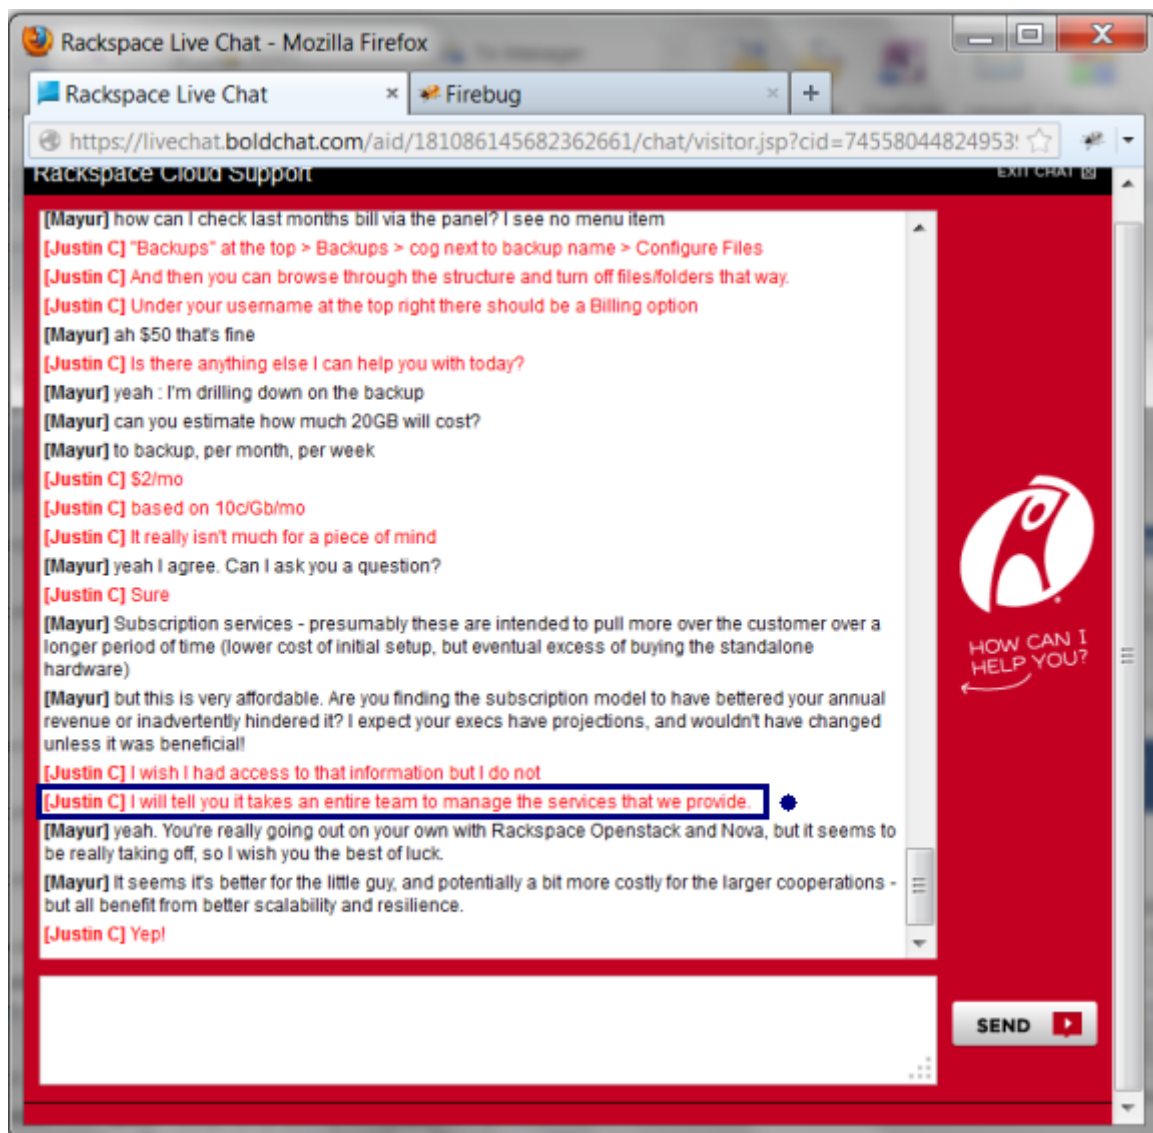 Rackspace Live Chat - Mozilla Firefox
Rackspace Live Chat
Firebug
https://livechat.boldchat.com/aid/181086145682362661/chat/visitor.jsp?cid=74558044824953
Rackspace Cloud Support
EXIT CHAT
[Mayur] how can I check last months bill via the panel? I see no menu item
[Justin C] "Backups" at the top > Backups > cog next to backup name > Configure Files
[Justin C] And then you can browse through the structure and turn off files/folders that way.
[Justin C] Under your username at the top right there should be a Billing option
[Mayur] ah $50 that's fine
[Justin C] Is there anything else I can help you with today?
[Mayur] yeah : I'm drilling down on the backup
[Mayur] can you estimate how much 20GB will cost?
[Mayur] to backup, per month, per week
[Justin C] $2/mo
[Justin C] based on 10c/Gb/mo
[Justin C] It really isn't much for a piece of mind
[Mayur] yeah I agree. Can I ask you a question?
[Justin C] Sure
[Mayur] Subscription services - presumably these are intended to pull more over the customer over a
longer period of time (lower cost of initial setup, but eventual excess of buying the standalone
hardware)
[Mayur] but this is very affordable. Are you finding the subscription model to have bettered your annual
revenue or inadvertently hindered it? I expect your execs have projections, and wouldn't have changed
unless it was beneficial!
[Justin C] I wish I had access to that information but I do not
[Justin C] I will tell you it takes an entire team to manage the services that we provide.
[Mayur] yeah. You're really going out on your own with Rackspace Openstack and Nova, but it seems to
be really taking off, so I wish you the best of luck.
[Mayur] It seems it's better for the little guy, and potentially a bit more costly for the larger cooperations -
but all benefit from better scalability and resilience.
[Justin C] Yep!
HOW CAN I
HELP YOU?
SEND